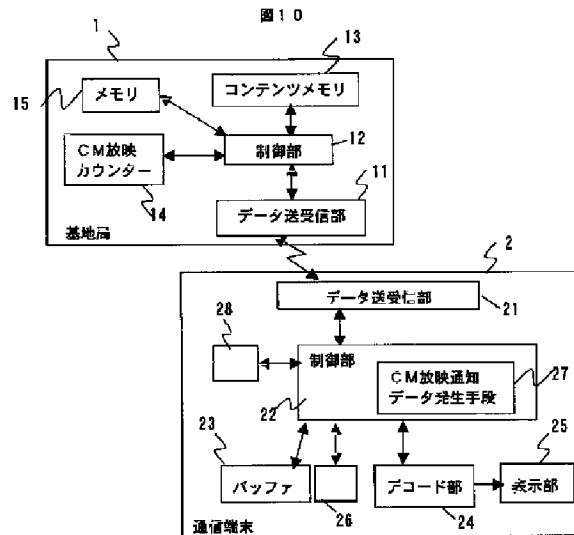 図１０
1
13
15
メモリ
コンテンツメモリ
制御部
12
ＣＭ放映
カウンター
14
11
データ送受信部
基地局
2
データ送受信部
21
28
制御部
22
ＣＭ放映通知
データ発生手段
27
23
バッファ
26
デコード部
24
25
表示部
通信端末